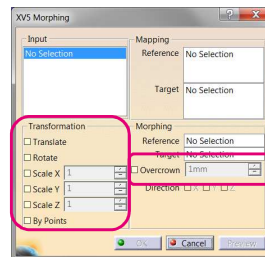 XV5 Morphing
Input
No Selection
Mapping
Reference No Selection
Target No Selection
Transformation
Translate
Rotate
Scale X 1
Scale Y 1
Scale Z 1
By Points
Morphing
Reference No Selection
Target No Selection
Overcrown 1mm
Direction X Y Z
OK Cancel Preview